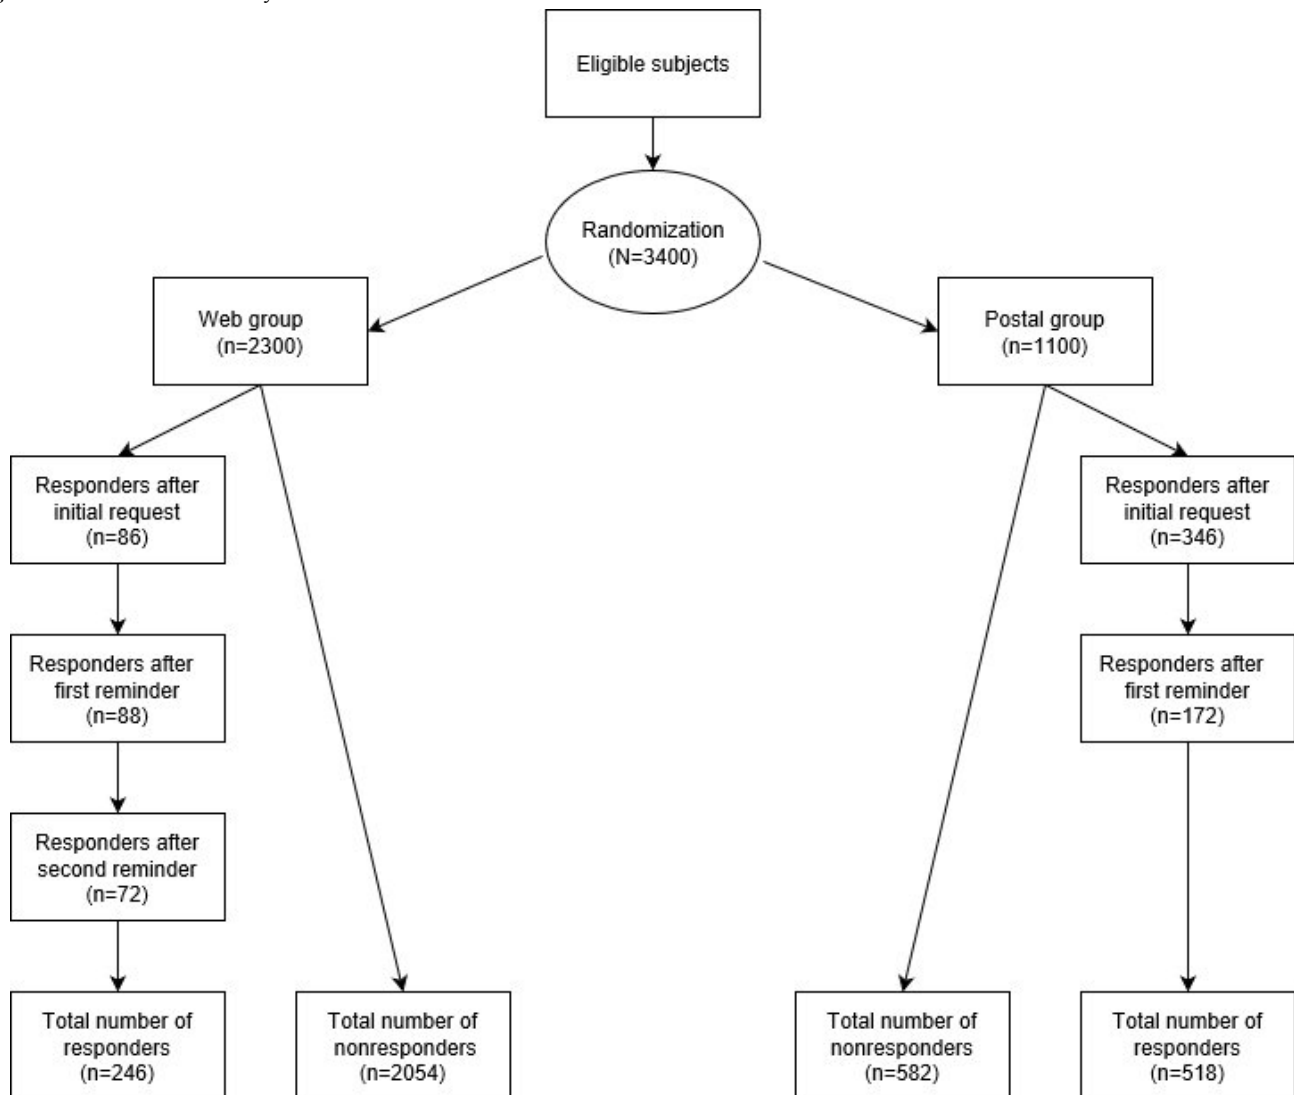 Eligible subjects
Randomization
(N=3400)
Web group
(n=2300)
Postal group
(n=1100)
Responders after
initial request
(n=86)
Responders after
initial request
(n=346)
Responders after
first reminder
(n=88)
Responders after
first reminder
(n=172)
Responders after
second reminder
(n=72)
Total number of
responders
(n=246)
Total number of
nonresponders
(n=2054)
Total number of
nonresponders
(n=582)
Total number of
responders
(n=518)